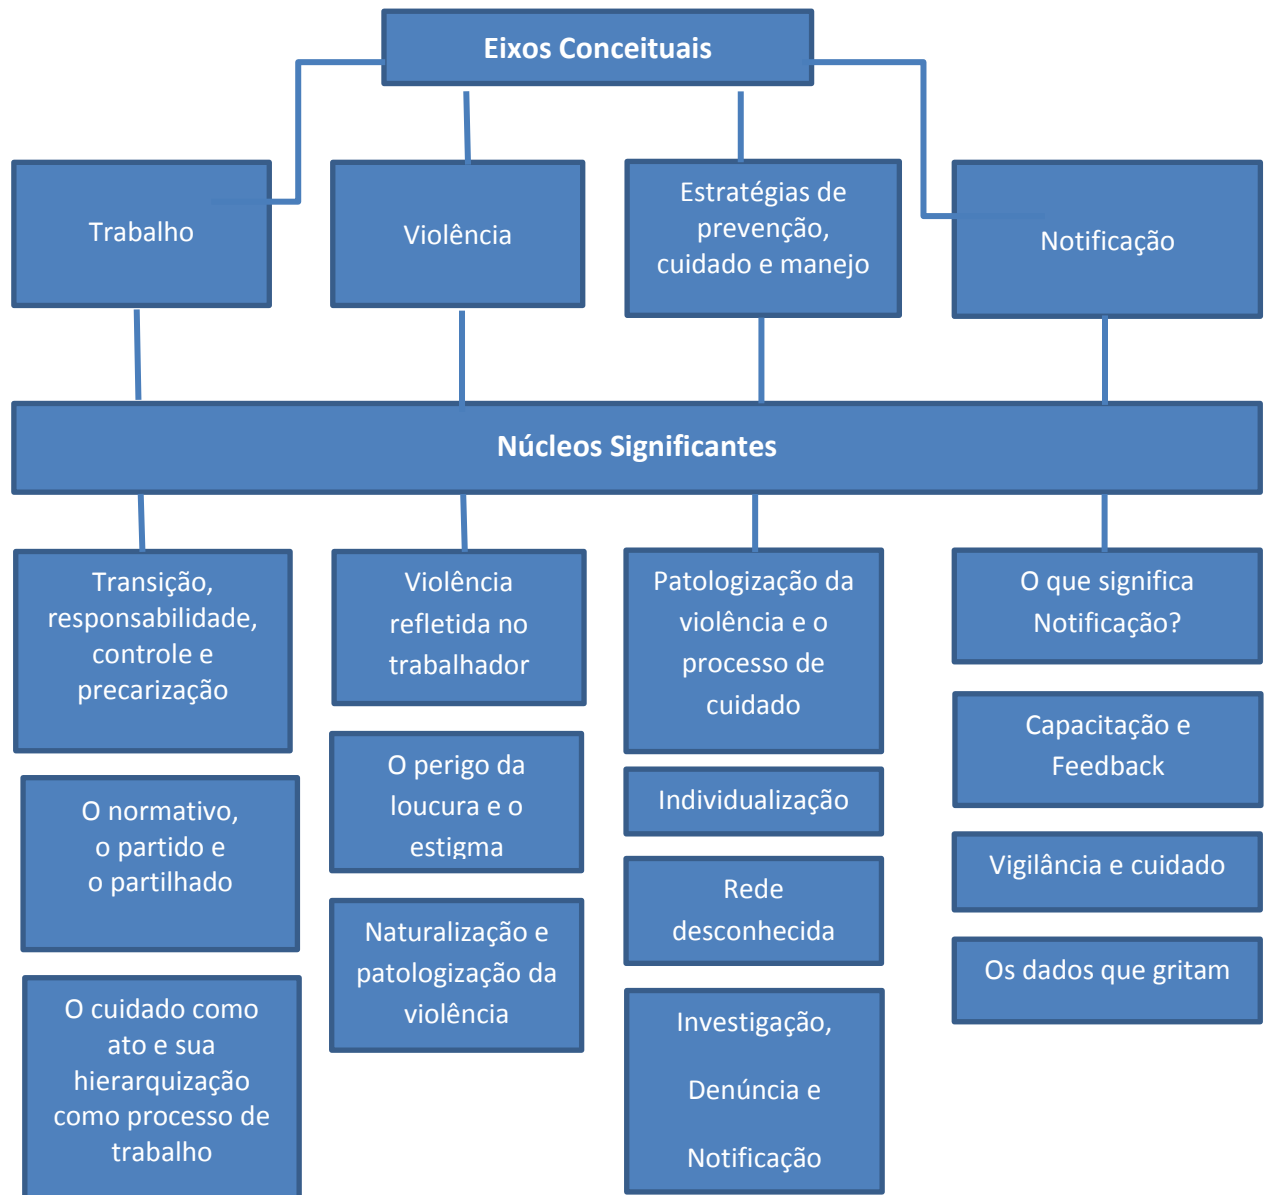 Eixos Conceituais
Trabalho
Violência
Estratégias de
prevenção,
cuidado e manejo
Notificação
Núcleos Significantes
Transição,
responsabilidade,
controle e
precarização
O normativo,
o partido e
o partilhado
O cuidado como
ato e sua
hierarquização
como processo de
trabalho
Violência
refletida no
trabalhador
O perigo da
loucura e o
estigma
Naturalização e
patologização da
violência
Patologização da
violência e o
processo de
cuidado
Individualização
Rede
desconhecida
Investigação,
Denúncia e
Notificação
O que significa
Notificação?
Capacitação e
Feedback
Vigilância e cuidado
Os dados que gritam